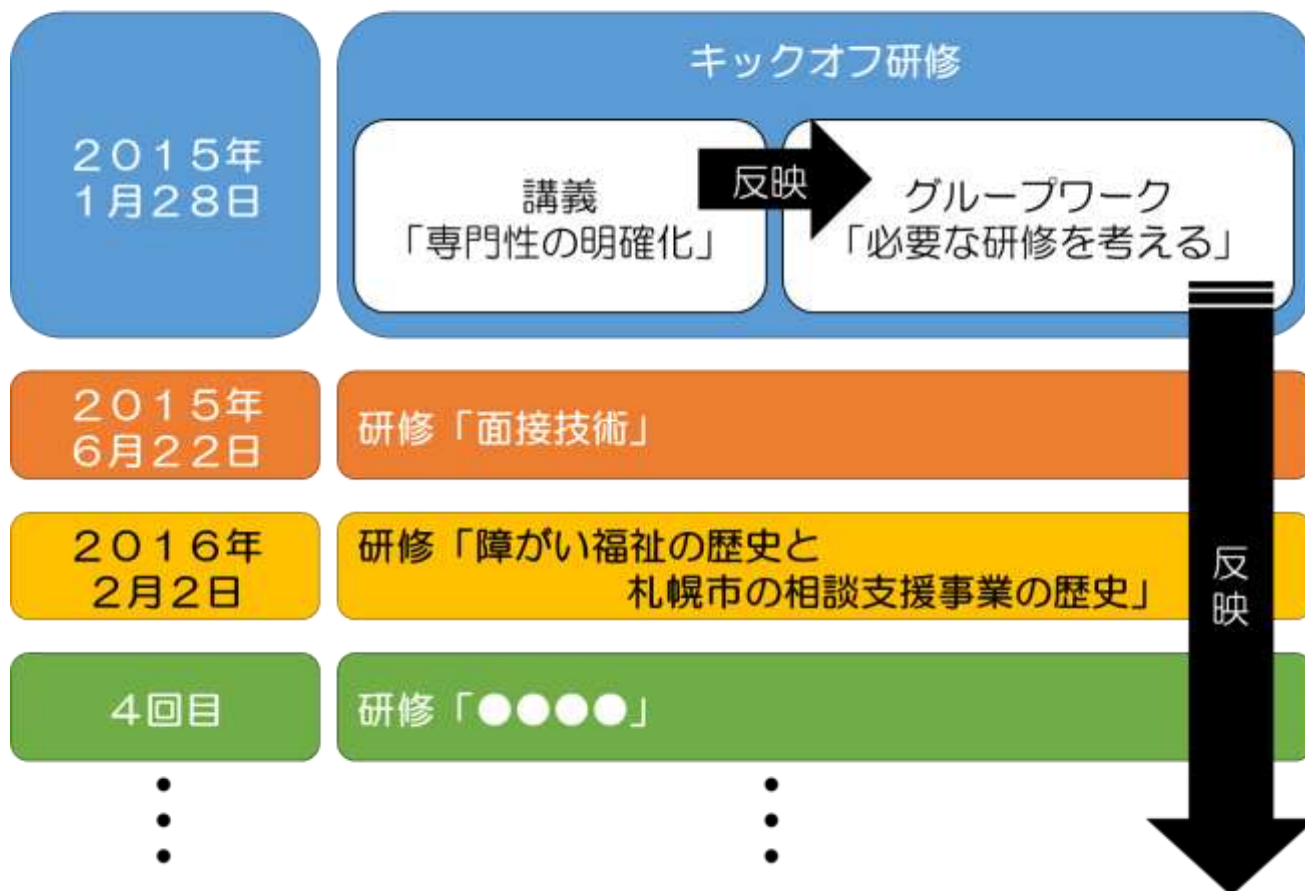 ２０１５年
１月２８日
キックオフ研修
講義
「専門性の明確化」
反映
グループワーク
「必要な研修を考える」
２０１５年
６月２２日
研修「面接技術」
２０１６年
２月２日
研修「障がい福祉の歴史と
札幌市の相談支援事業の歴史」
反映
４回目
研修「●●●●」